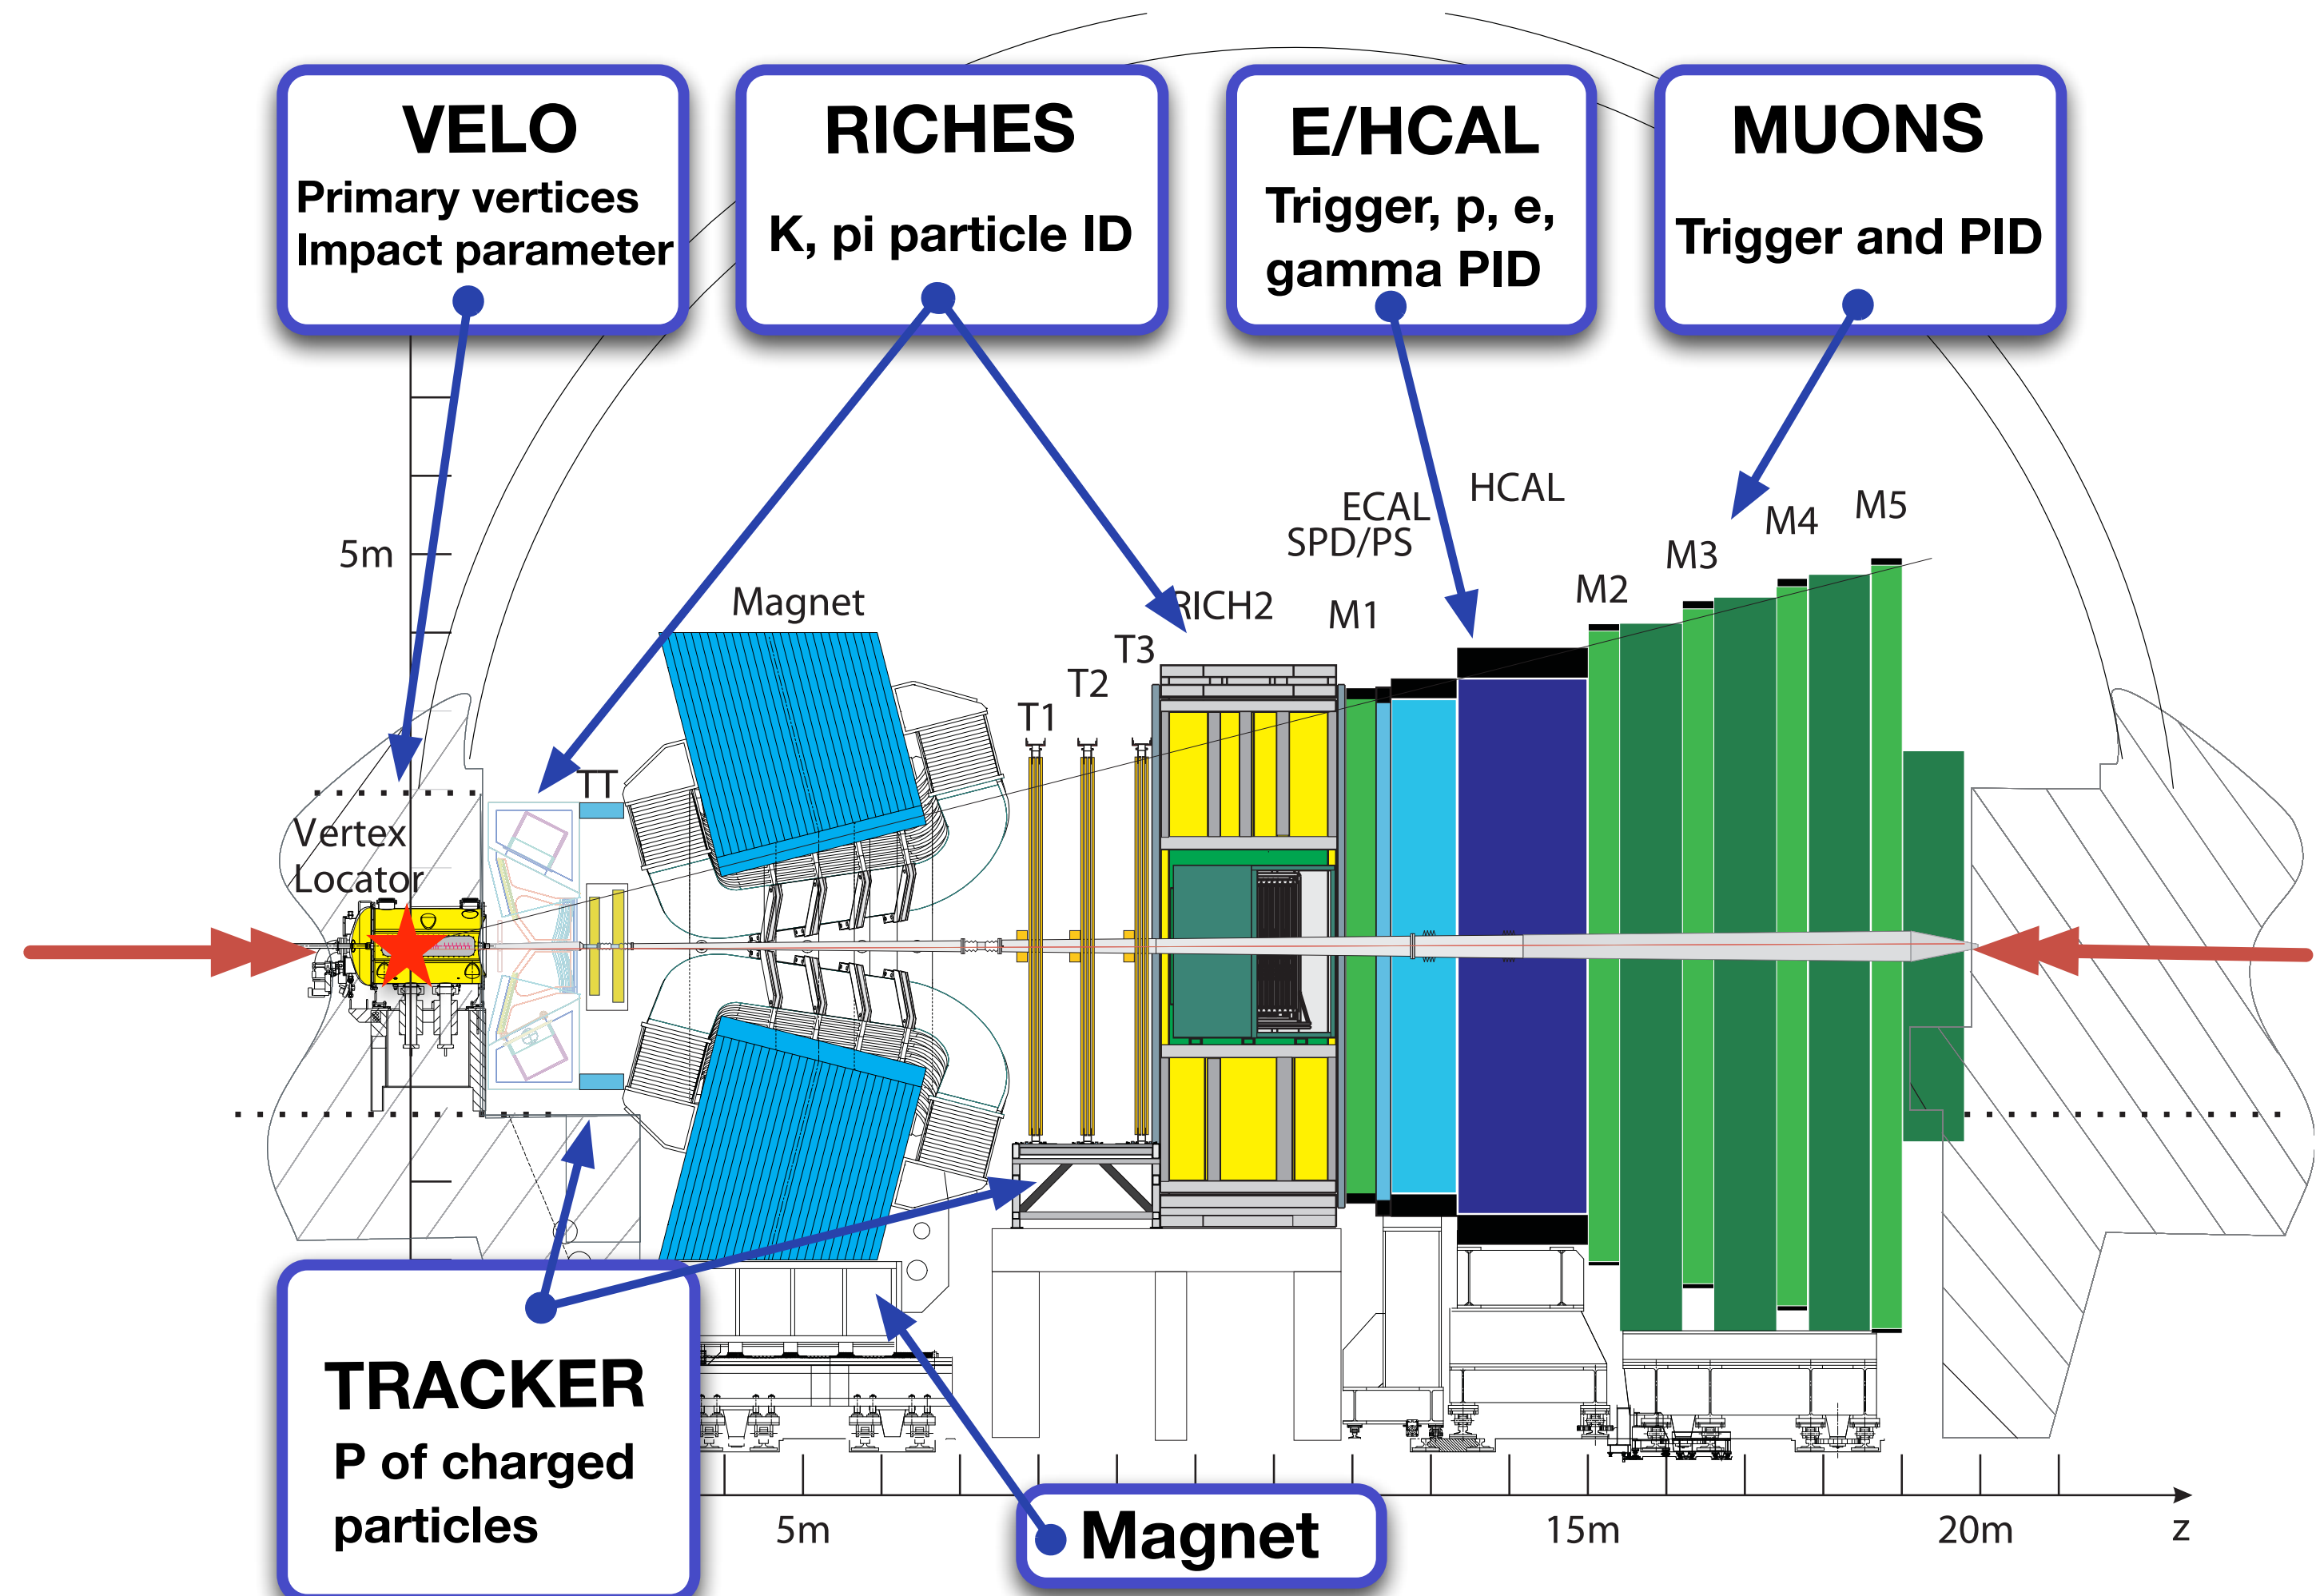 VELO
Primary vertices
Impact parameter
RICHES
K, pi particle ID
E/HCAL
Trigger, p, e,
gamma PID
MUONS
Trigger and PID
HCAL
ECAL
SPD/PS
M5
M4
M3
M2
M1
5m
Magnet
RICH2
T3
T2
T1
TT
Vertex
Locator
TRACKER
P of charged
particles
Magnet
5m
15m
20m
z